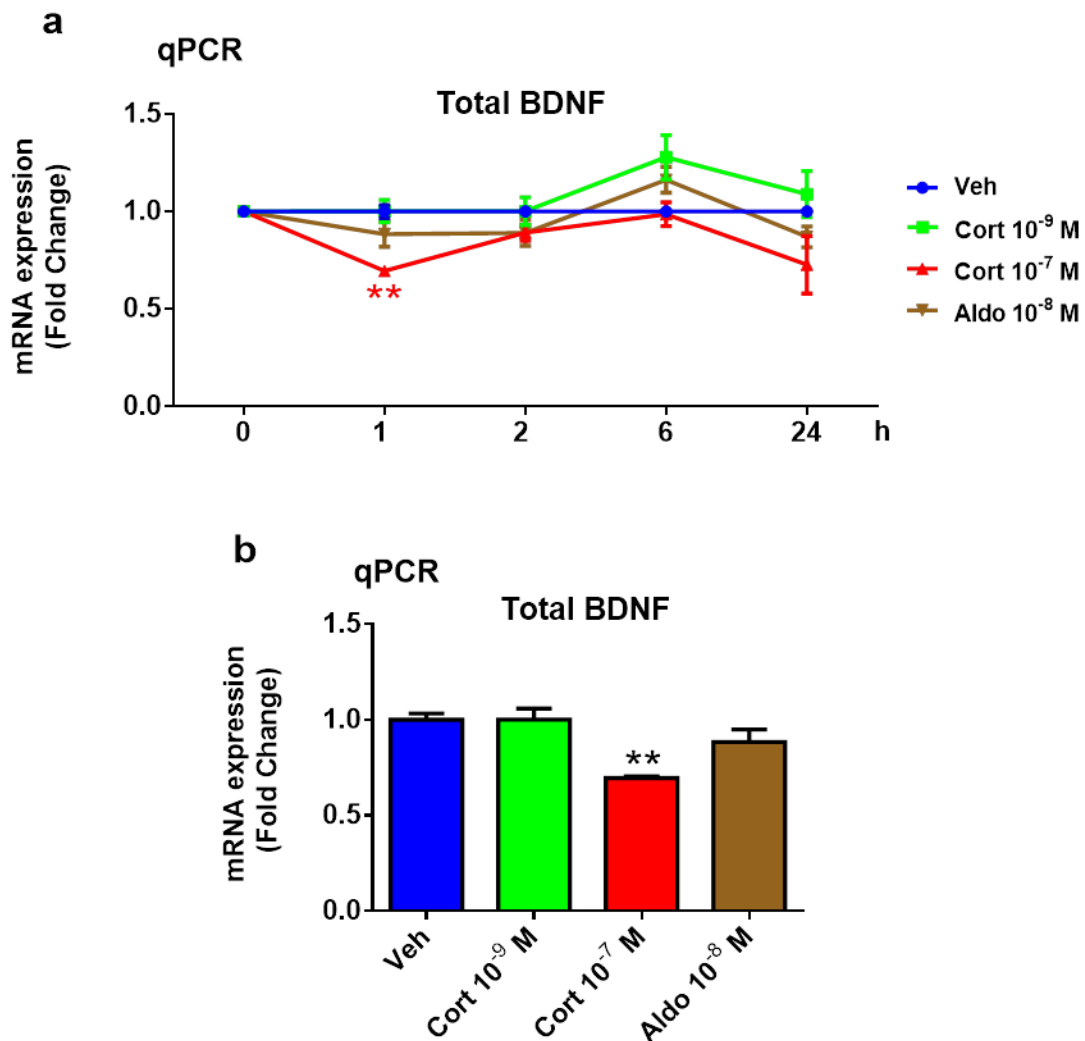 a
qPCR
Total BDNF
mRNA expression
(Fold Change)
1.5
1.0
0.5
0.0
**
0 1 2 6 24 h
Veh
Cort 10⁻⁹ M
Cort 10⁻⁷ M
Aldo 10⁻⁸ M
b
qPCR
Total BDNF
mRNA expression
(Fold Change)
1.5
1.0
0.5
0.0
**
Veh
Cort 10⁻⁹ M
Cort 10⁻⁷ M
Aldo 10⁻⁸ M